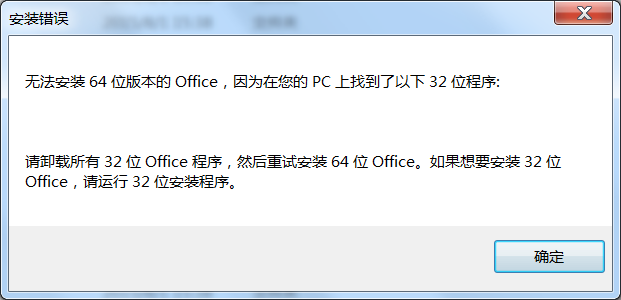 安装错误
无法安装 64 位版本的 Office，因为在您的 PC 上找到了以下 32 位程序:
请卸载所有 32 位 Office 程序，然后重试安装 64 位 Office。如果想要安装 32 位
Office，请运行 32 位安装程序。
确定